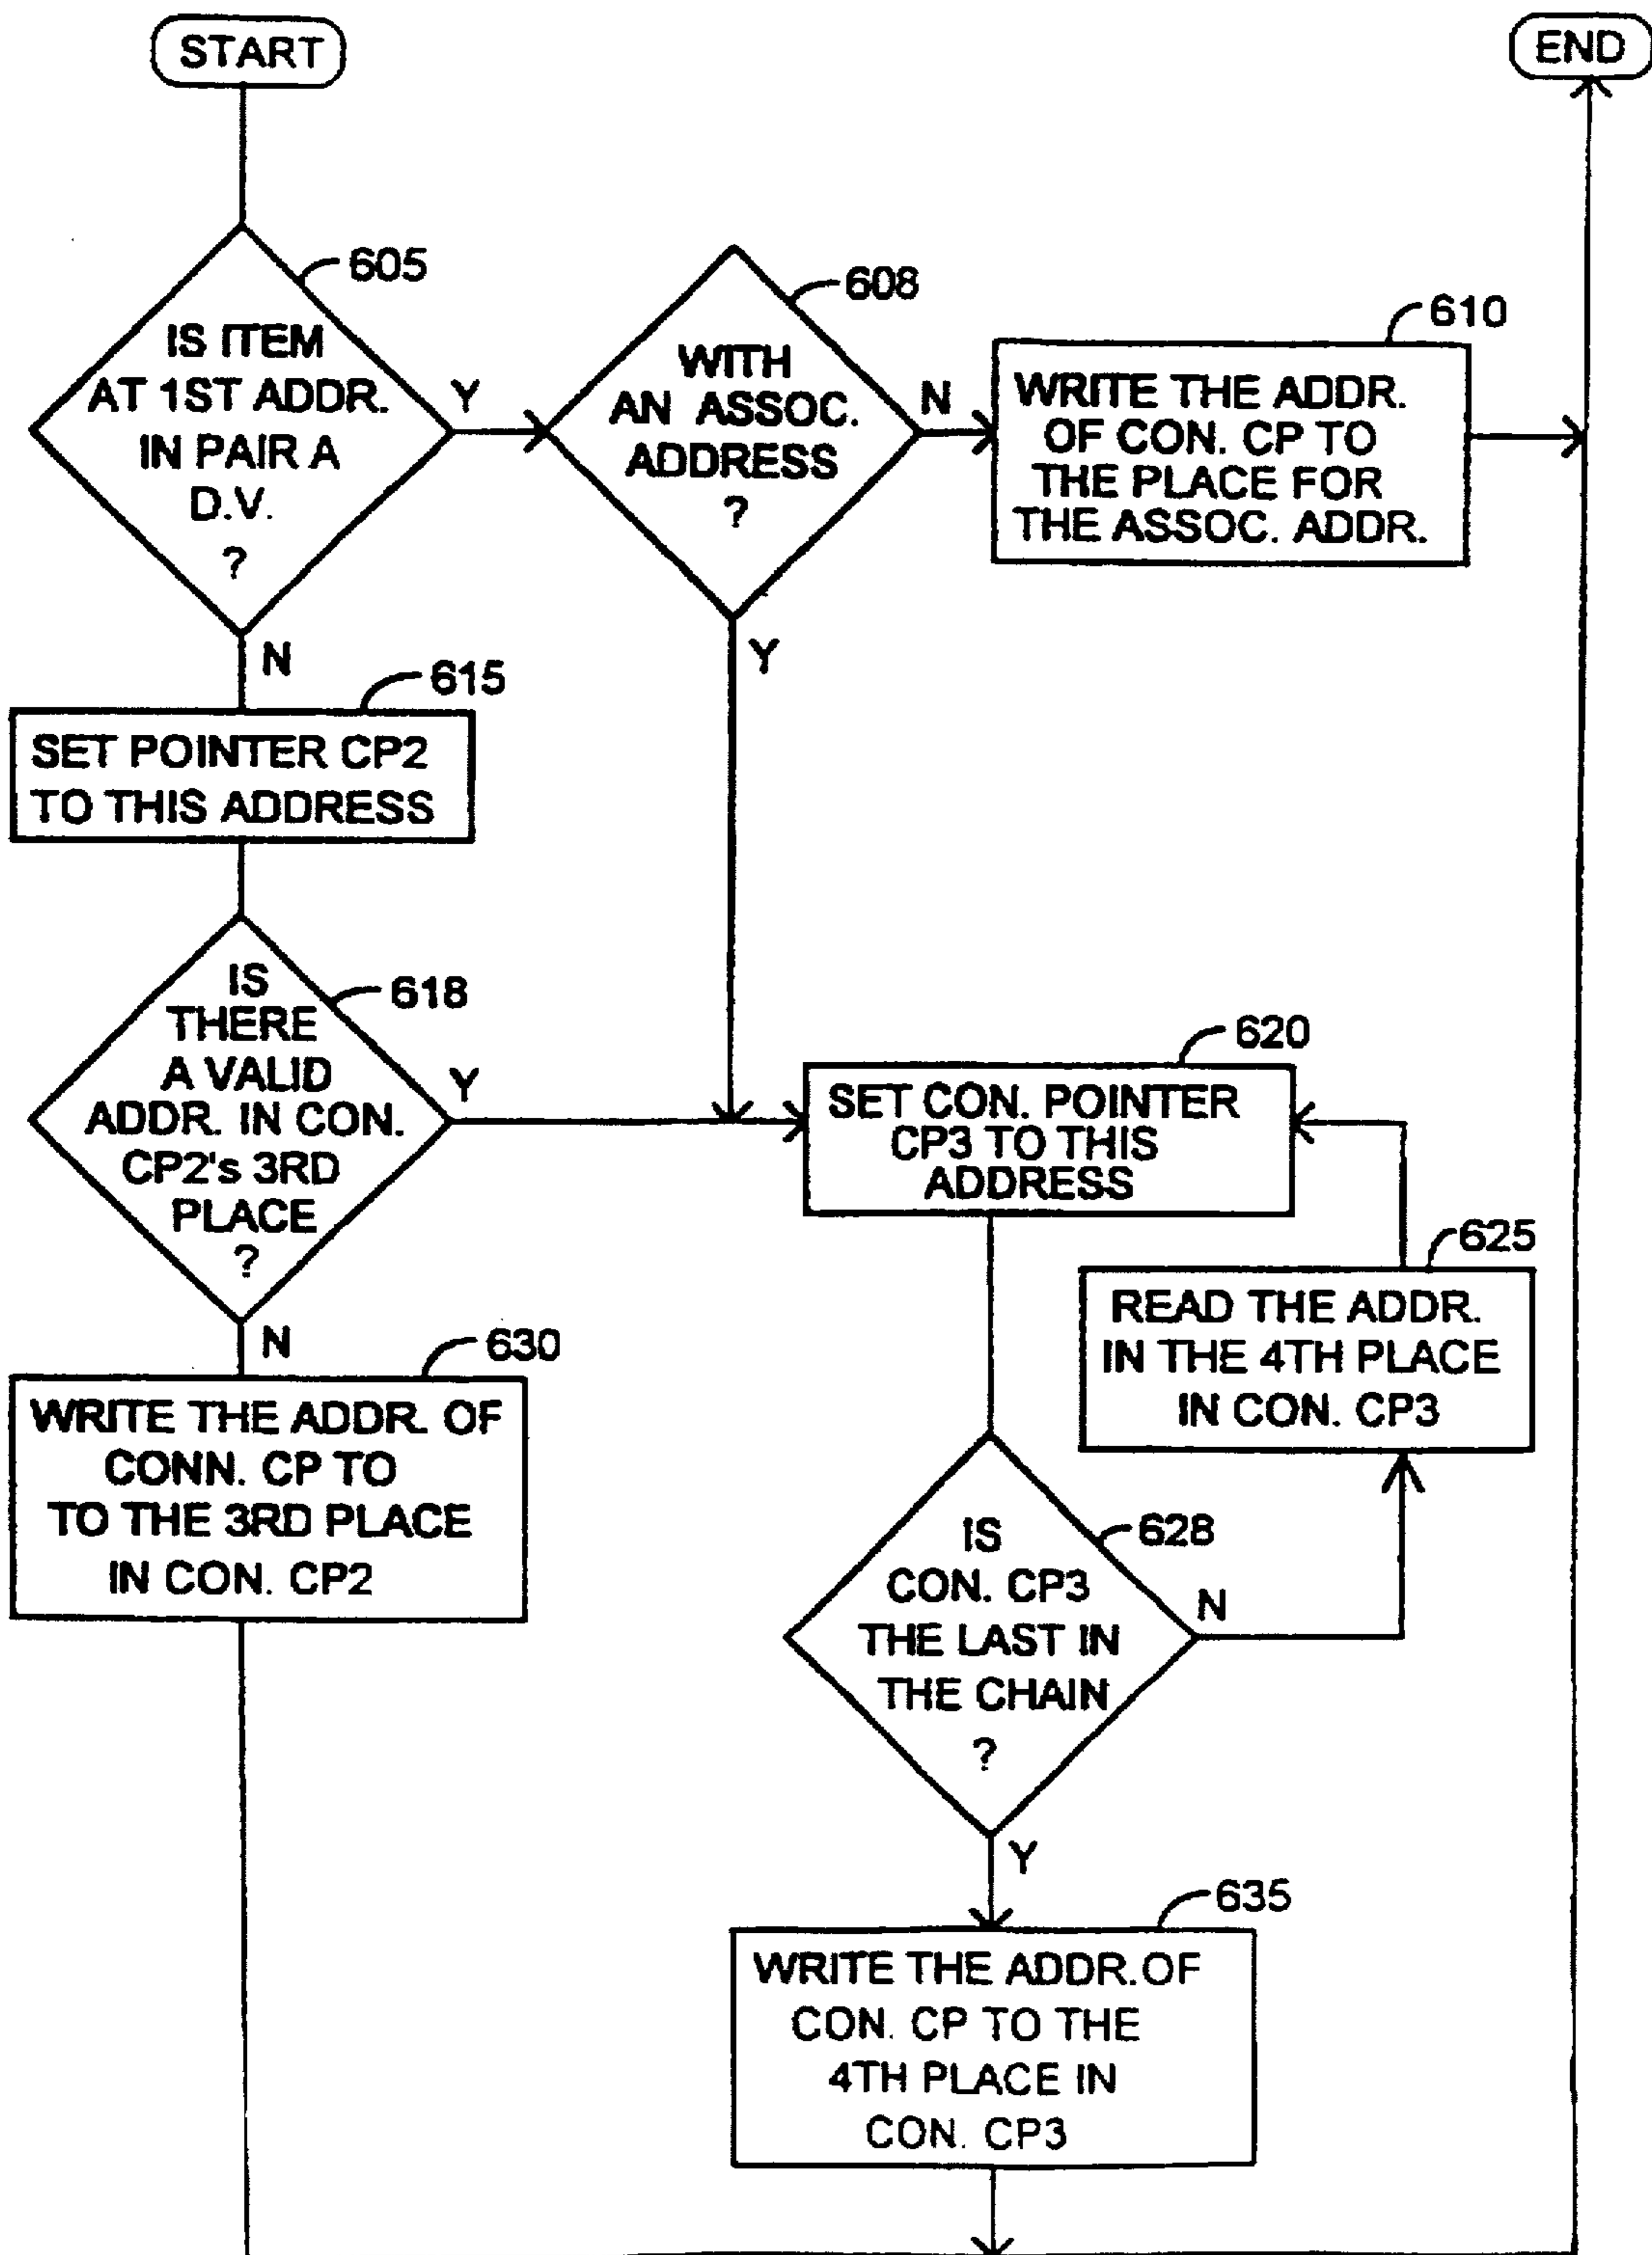 START
END
605
IS ITEM
AT 1ST ADDR.
IN PAIR A
D.V.
?
Y
608
WITH
AN ASSOC.
ADDRESS
?
N
610
WRITE THE ADDR.
OF CON. CP TO
THE PLACE FOR
THE ASSOC. ADDR.
N
Y
615
SET POINTER CP2
TO THIS ADDRESS
618
IS
THERE
A VALID
ADDR. IN CON.
CP2's 3RD
PLACE
?
Y
620
SET CON. POINTER
CP3 TO THIS
ADDRESS
625
READ THE ADDR.
IN THE 4TH PLACE
IN CON. CP3
N
630
WRITE THE ADDR. OF
CONN. CP TO
TO THE 3RD PLACE
IN CON. CP2
628
IS
CON. CP3
THE LAST IN
THE CHAIN
?
N
Y
635
WRITE THE ADDR.OF
CON. CP TO THE
4TH PLACE IN
CON. CP3